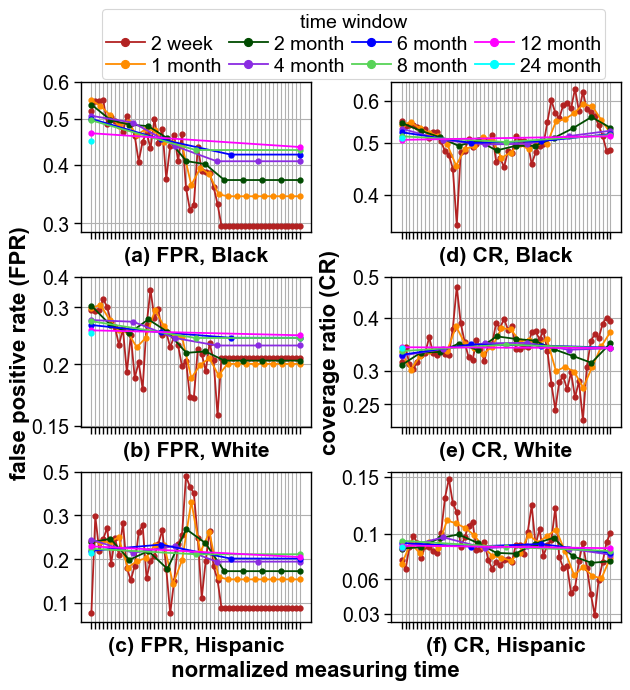 time window
2 week 2 month 6 month 12 month
1 month 4 month 8 month 24 month
false positive rate (FPR)
0.6
0.5
0.4
0.3
(a) FPR, Black
0.4
0.3
0.2
0.15
(b) FPR, White
0.5
0.3
0.2
0.1
(c) FPR, Hispanic
coverage ratio (CR)
0.6
0.5
0.4
(d) CR, Black
0.5
0.3
0.25
(e) CR, White
0.15
0.1
0.06
0.03
(f) CR, Hispanic
normalized measuring time